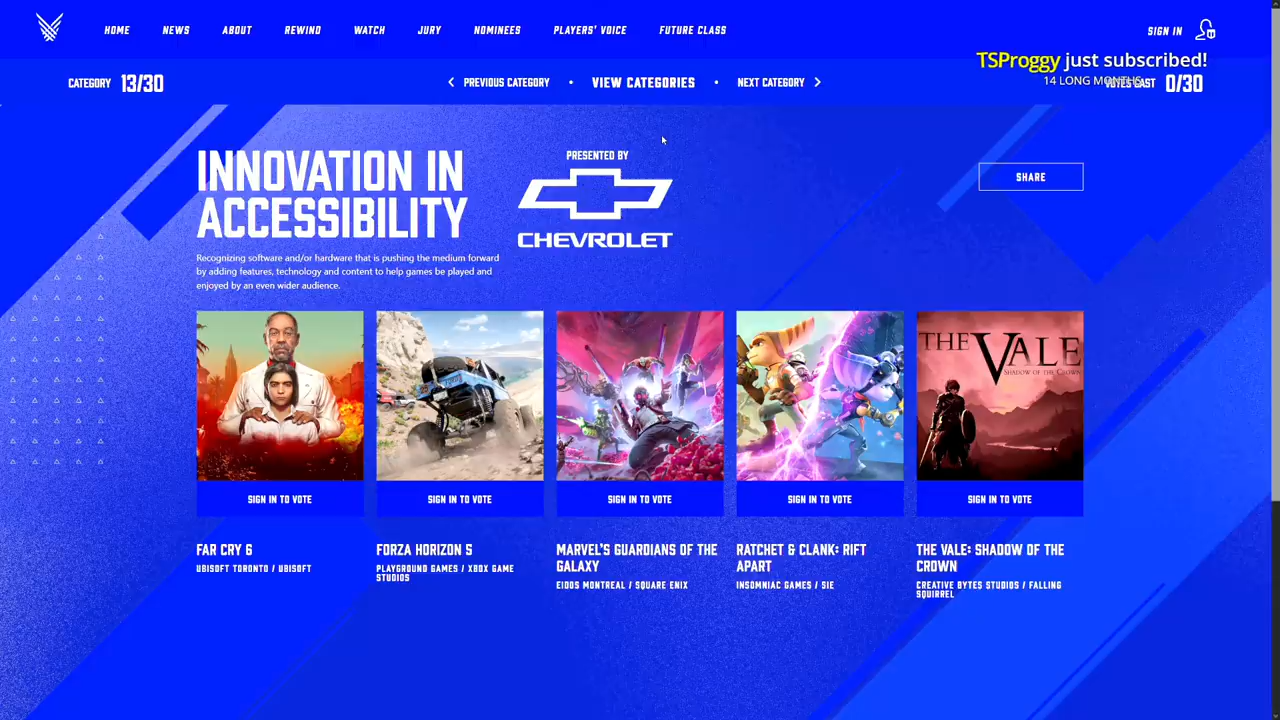 HOME NEWS ABOUT REWIND WATCH JURY NOMINEES PLAYERS' VOICE FUTURE CLASS SIGN IN
TSProggy just subscribed!
14 LONG MONTHS
CATEGORY 13/30 PREVIOUS CATEGORY • VIEW CATEGORIES • NEXT CATEGORY VOTES CAST 0/30
INNOVATION IN
ACCESSIBILITY
PRESENTED BY
CHEVROLET
SHARE
Recognizing software and/or hardware that is pushing the medium forward
by adding features, technology and content to help games be played and
enjoyed by an even wider audience.
THE VALE
SHADOW OF THE CROWN
SIGN IN TO VOTE SIGN IN TO VOTE SIGN IN TO VOTE SIGN IN TO VOTE SIGN IN TO VOTE
FAR CRY 6
UBISOFT TORONTO / UBISOFT
FORZA HORIZON 5
PLAYGROUND GAMES / XBOX GAME
STUDIOS
MARVEL'S GUARDIANS OF THE
GALAXY
EIDOS MONTREAL / SQUARE ENIX
RATCHET & CLANK: RIFT
APART
INSOMNIAC GAMES / SIE
THE VALE: SHADOW OF THE
CROWN
CREATIVE BYTES STUDIOS / FALLING
SQUIRREL